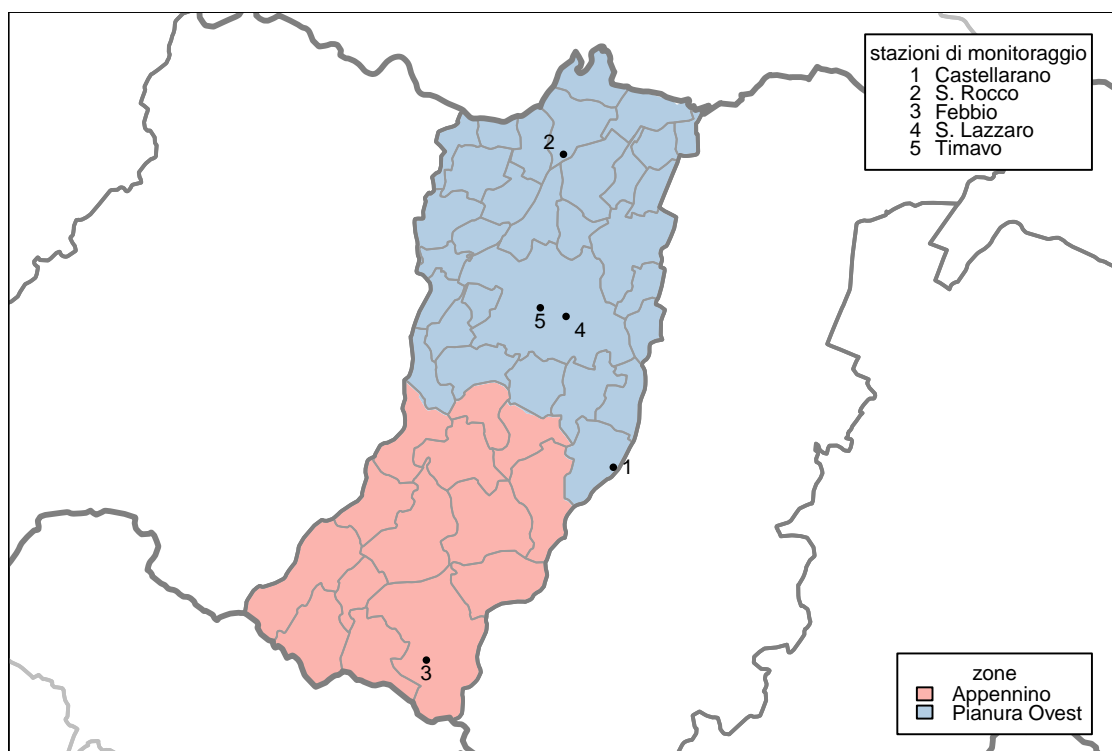 stazioni di monitoraggio
1 Castellarano
2 S. Rocco
3 Febbio
4 S. Lazzaro
5 Timavo
2
5
4
1
3
zone
Appennino
Pianura Ovest